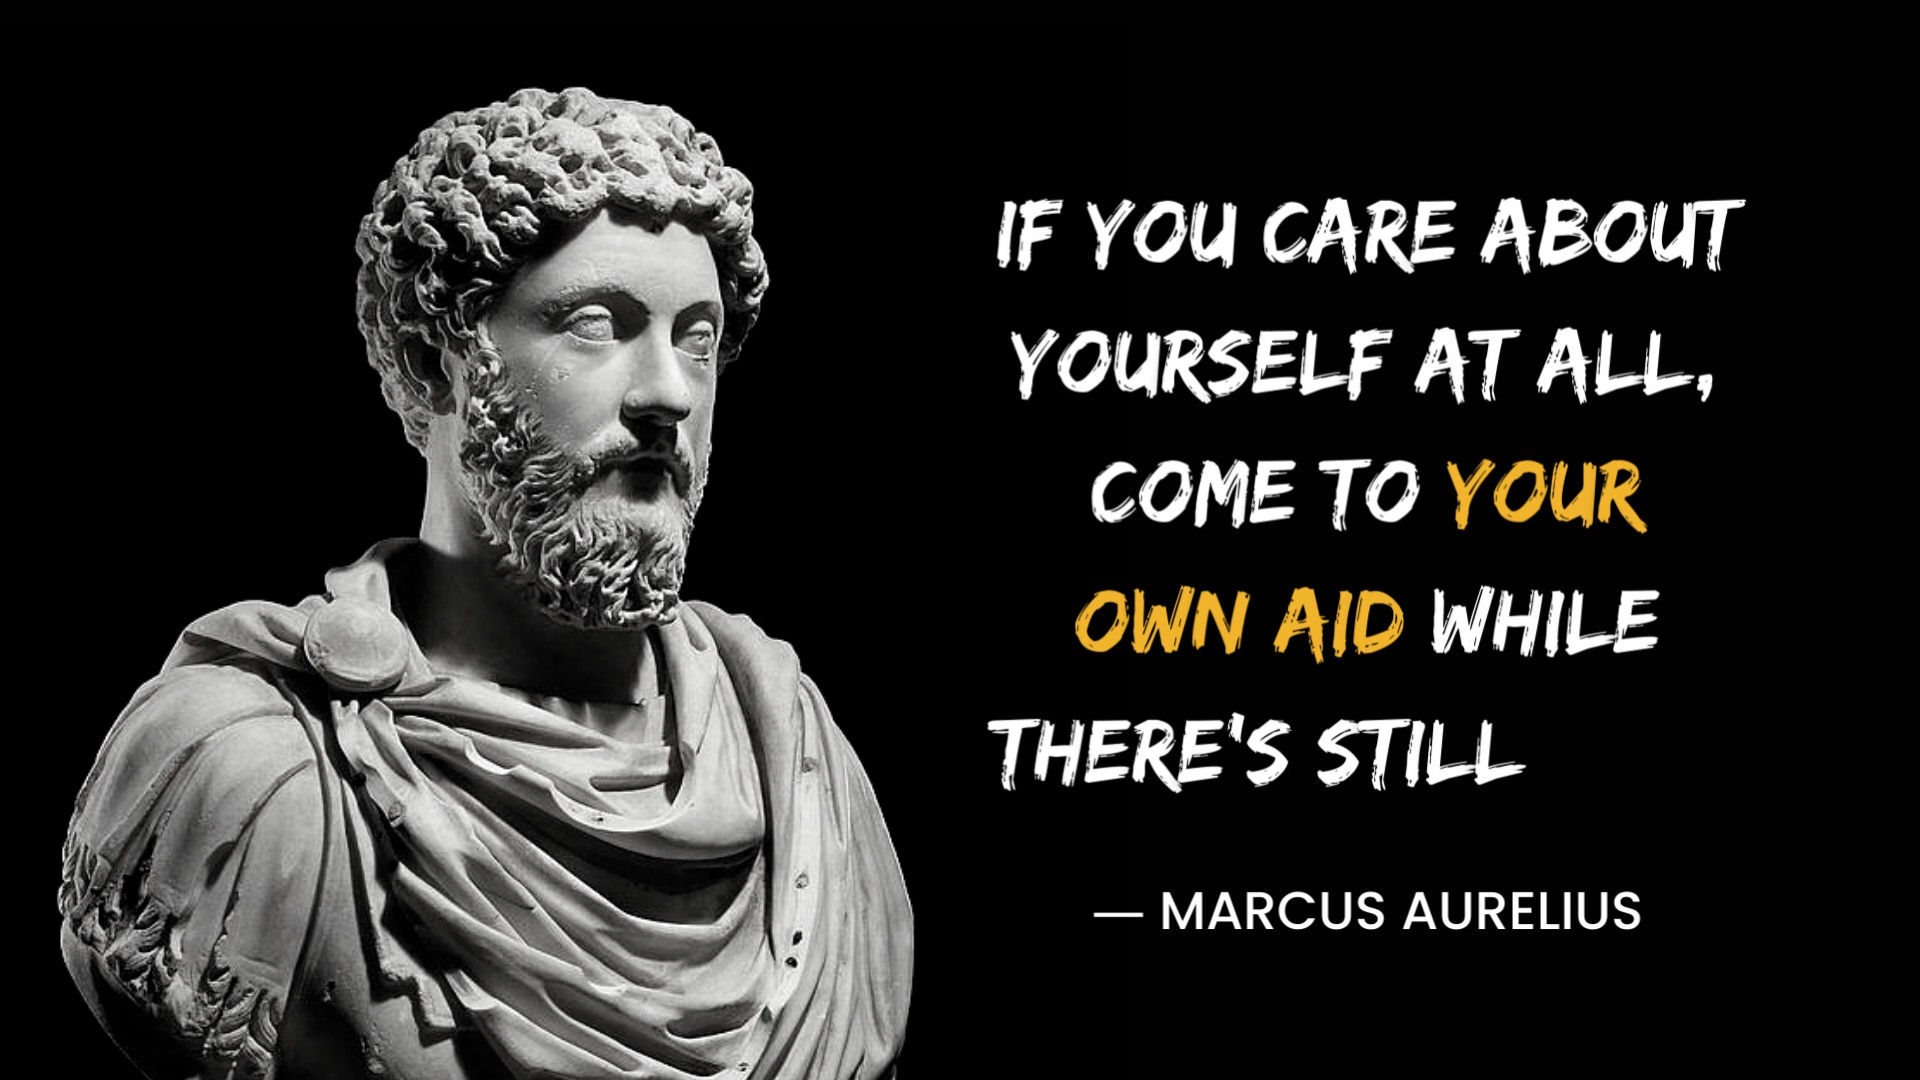 IF YOU CARE ABOUT
YOURSELF AT ALL,
COME TO YOUR
OWN AID WHILE
THERE'S STILL
— MARCUS AURELIUS